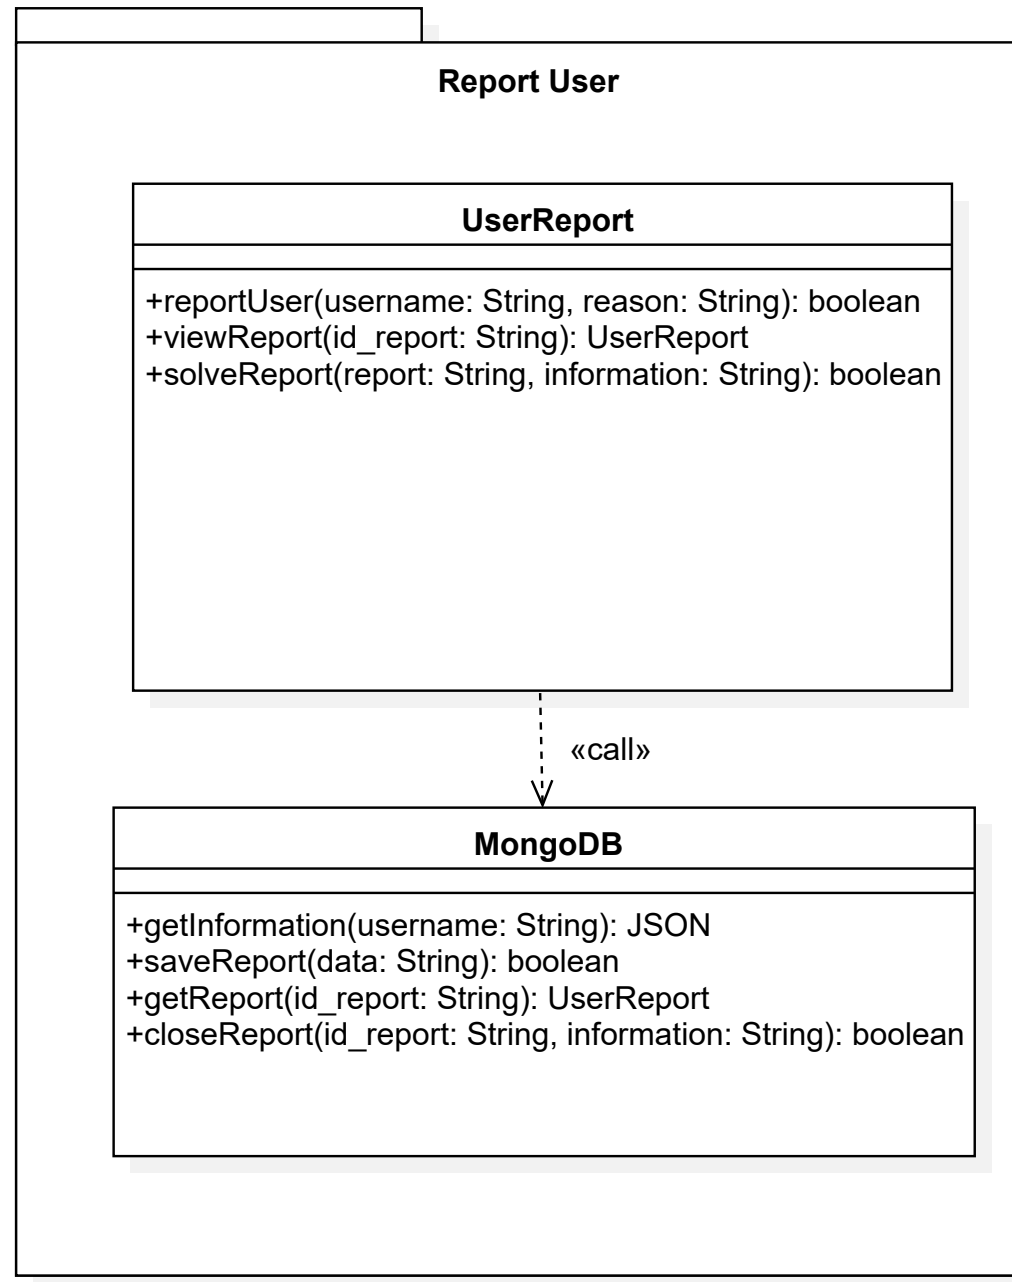 Report User
UserReport
+reportUser(username: String, reason: String): boolean
+viewReport(id_report: String): UserReport
+solveReport(report: String, information: String): boolean
«call»
MongoDB
+getInformation(username: String): JSON
+saveReport(data: String): boolean
+getReport(id_report: String): UserReport
+closeReport(id_report: String, information: String): boolean